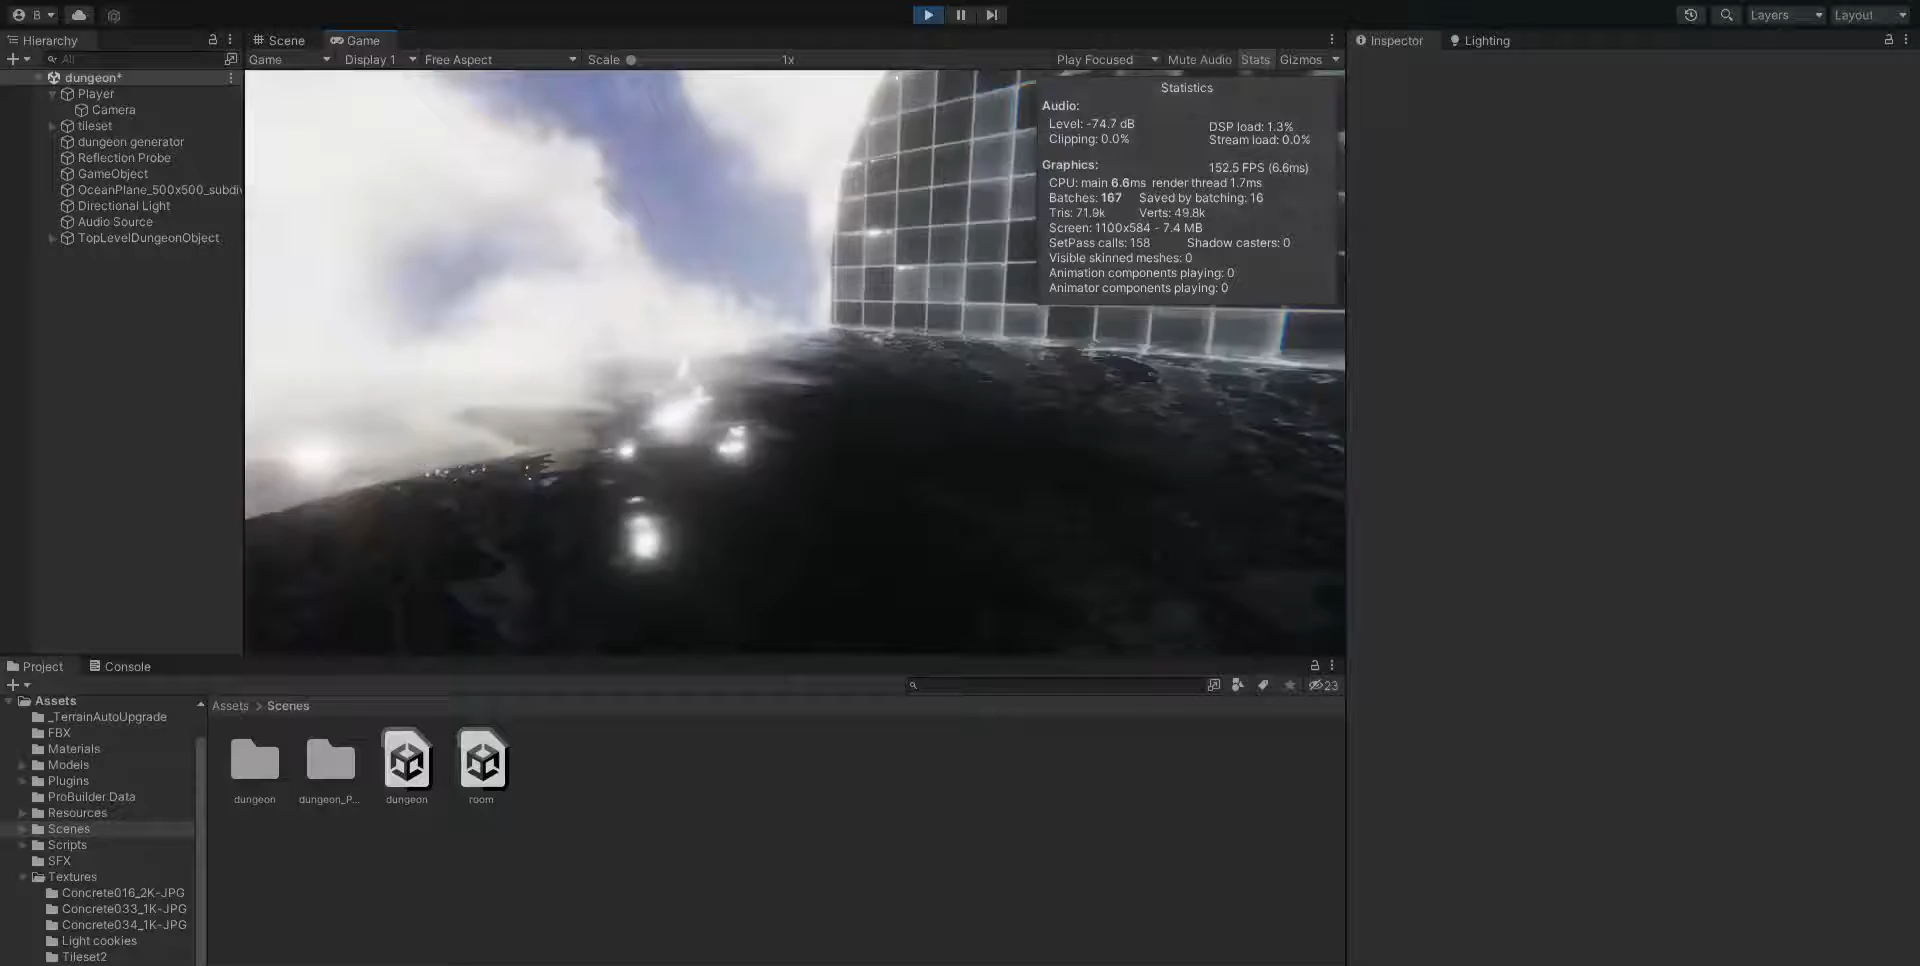 B
Layers
Layout
Hierarchy
Scene
Game
Inspector
Lighting
All
Game
Display 1
Free Aspect
Scale
1x
Play Focused
Mute Audio
Stats
Gizmos
dungeon*
Player
Camera
tileset
dungeon generator
Reflection Probe
GameObject
OceanPlane_500x500_subdiv
Directional Light
Audio Source
TopLevelDungeonObject
Statistics
Audio:
Level: -74.7 dB
DSP load: 1.3%
Clipping: 0.0%
Stream load: 0.0%
Graphics:
152.5 FPS (6.6ms)
CPU: main 6.6ms render thread 1.7ms
Batches: 167 Saved by batching: 16
Tris: 71.9k Verts: 49.8k
Screen: 1100x584 - 7.4 MB
SetPass calls: 158 Shadow casters: 0
Visible skinned meshes: 0
Animation components playing: 0
Animator components playing: 0
Project
Console
23
Assets
_TerrainAutoUpgrade
FBX
Materials
Models
Plugins
ProBuilder Data
Resources
Scenes
Scripts
SFX
Textures
Concrete016_2K-JPG
Concrete033_1K-JPG
Concrete034_1K-JPG
Light cookies
Tileset2
Assets > Scenes
dungeon
dungeon_P...
dungeon
room